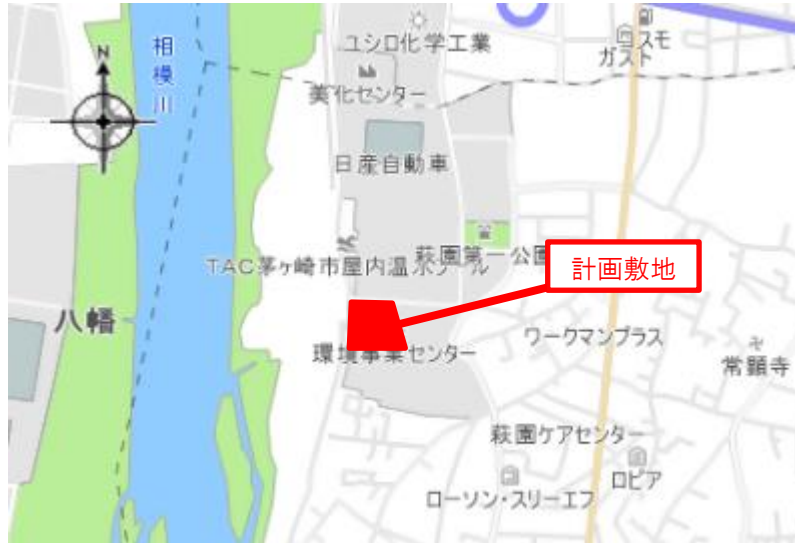 スモ
ガスト
ユシロ化学工業
相模川
N
美化センター
日産自動車
萩園第一公園
TAC茅ヶ崎市屋内温水プール
計画敷地
八幡
ワークマンプラス
環境事業センター
常顕寺
萩園ケアセンター
ロピア
ローソン・スリーエフ